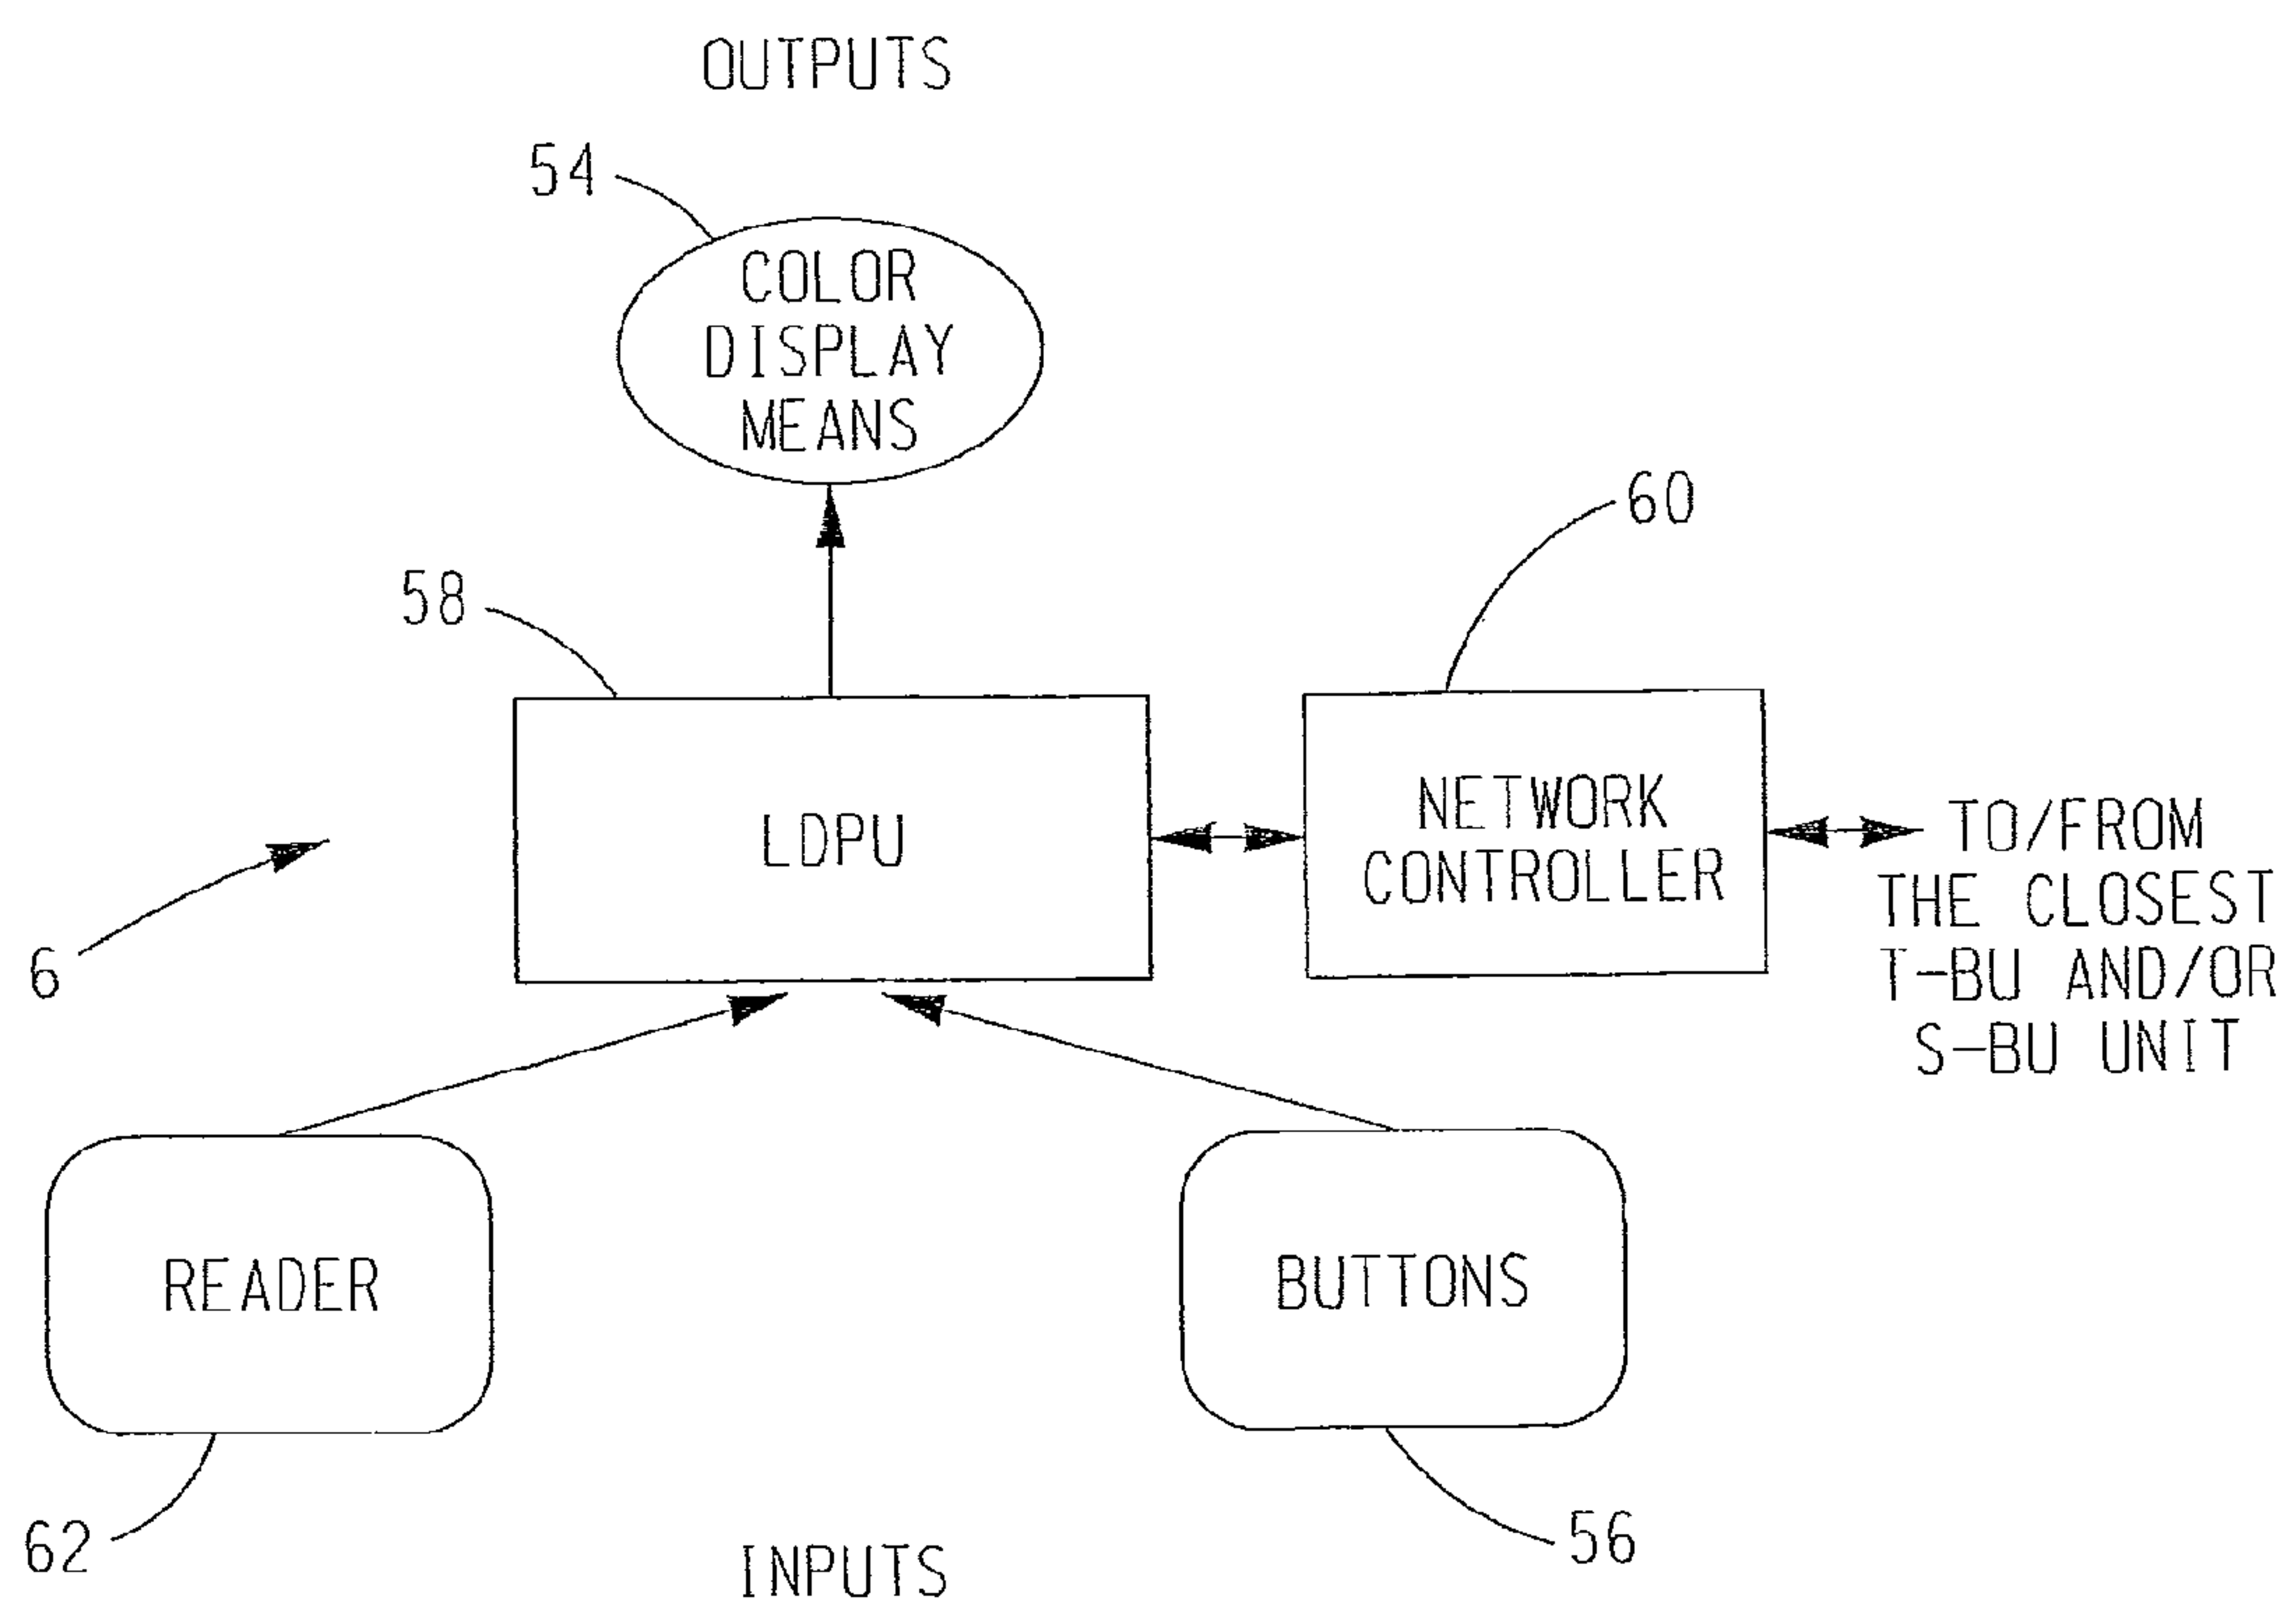 OUTPUTS
54
COLOR
DISPLAY
MEANS
60
58
LDPU
NETWORK
CONTROLLER
TO/FROM
THE CLOSEST
T-BU AND/OR
S-BU UNIT
6
READER
BUTTONS
62
56
INPUTS